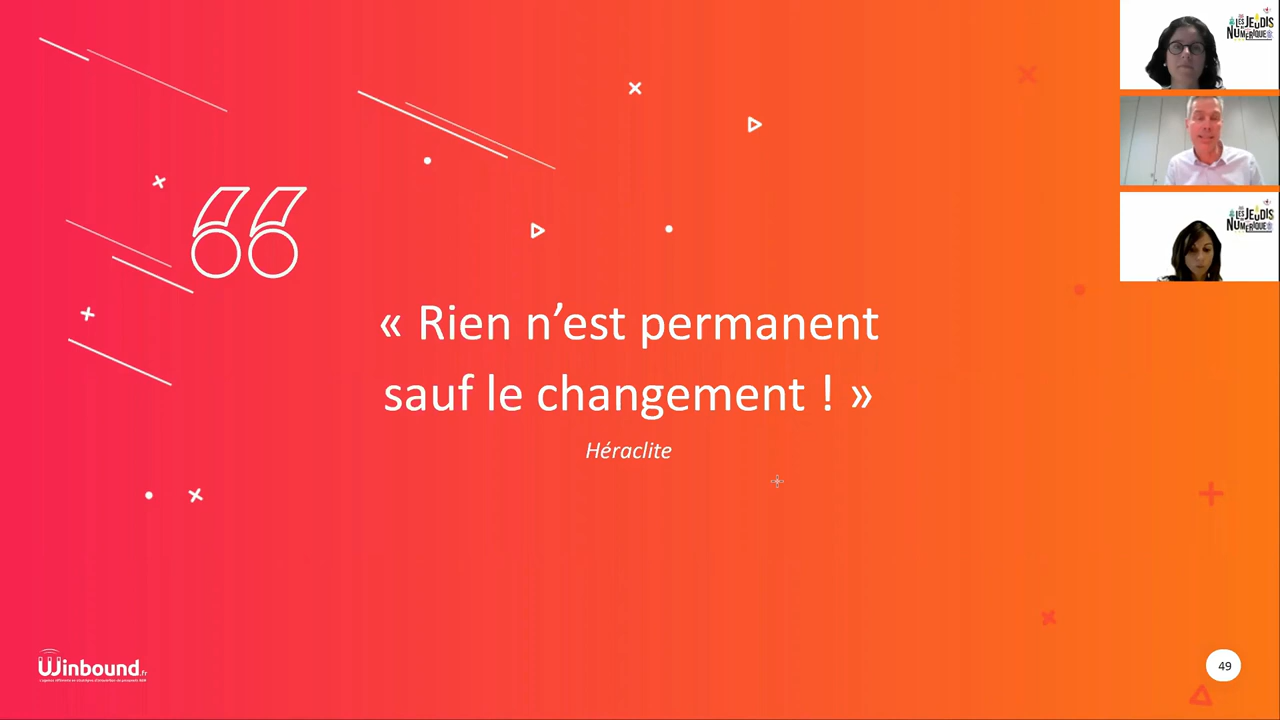 LES JEUDIS
NUMÉRIQUE
« Rien n’est permanent
sauf le changement ! »
Héraclite
LES JEUDIS
NUMÉRIQUE
Winbound.fr
49